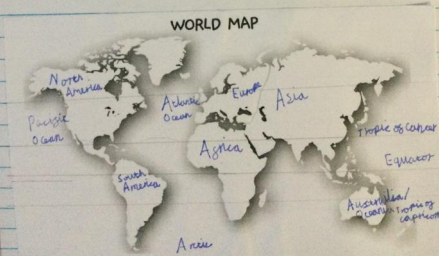 WORLD MAP
North
America
Atlantic
Ocean
Europe
Asia
Pacific
Ocean
Africa
Tropic of Cancer
Equator
South
America
Australia/
Oceania
Tropic of
Capricorn